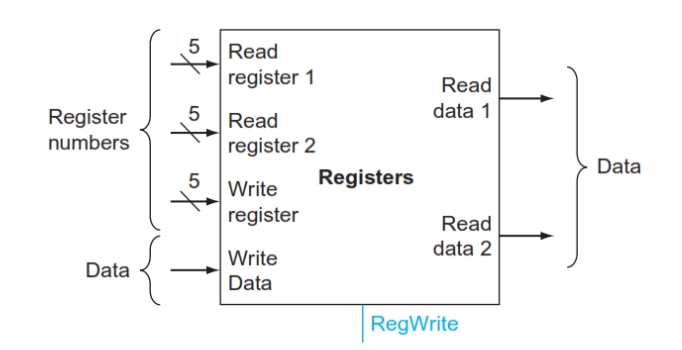 5
Read
register 1
5
Read
register 2
5
Write
register
Write
Data
Register
numbers
Data
Registers
Read
data 1
Read
data 2
Data
RegWrite